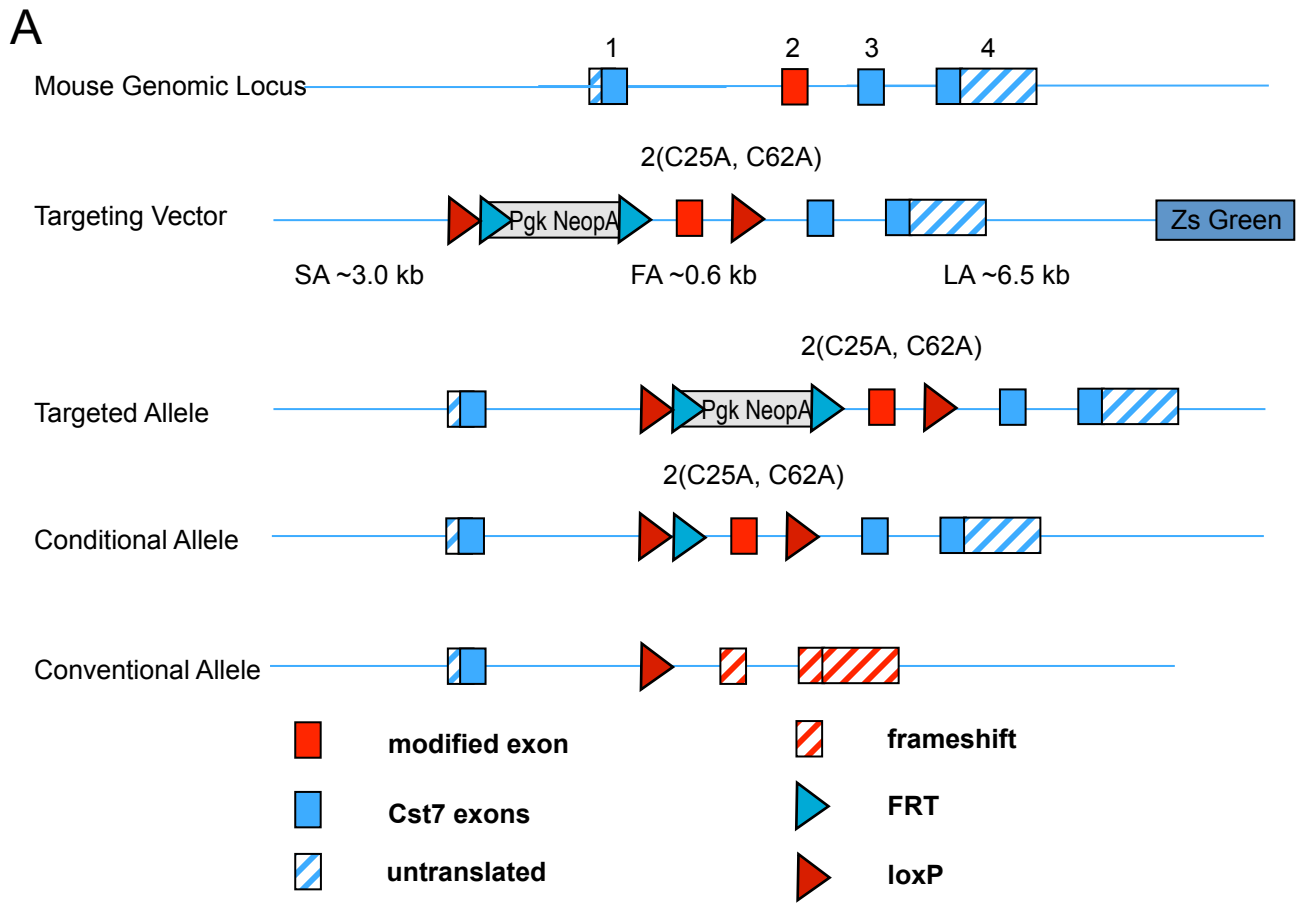 A
1 2 3 4
Mouse Genomic Locus
2(C25A, C62A)
Targeting Vector
Pgk NeopA
Zs Green
SA ~3.0 kb FA ~0.6 kb LA ~6.5 kb
2(C25A, C62A)
Targeted Allele
Pgk NeopA
2(C25A, C62A)
Conditional Allele
Conventional Allele
modified exon
frameshift
Cst7 exons
FRT
untranslated
loxP